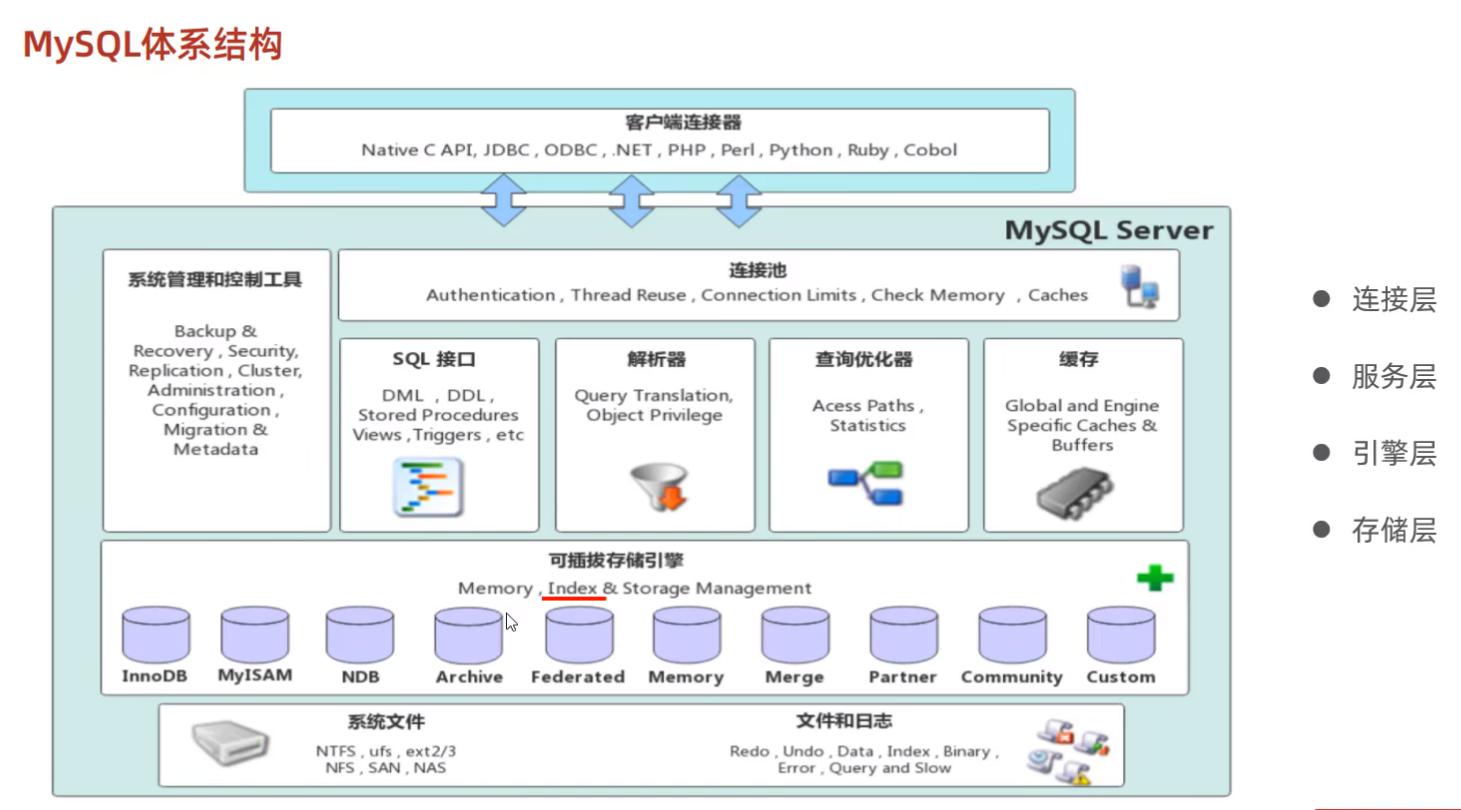 MySQL体系结构
客户端连接器
Native C API, JDBC , ODBC , .NET , PHP , Perl , Python , Ruby , Cobol
MySQL Server
系统管理和控制工具
Backup &
Recovery , Security,
Replication , Cluster,
Administration ,
Configuration ,
Migration &
Metadata
连接池
Authentication , Thread Reuse , Connection Limits , Check Memory , Caches
SQL 接口
DML , DDL ,
Stored Procedures
Views ,Triggers , etc
解析器
Query Translation,
Object Privilege
查询优化器
Acess Paths ,
Statistics
缓存
Global and Engine
Specific Caches &
Buffers
可插拔存储引擎
Memory , Index & Storage Management
InnoDB
MyISAM
NDB
Archive
Federated
Memory
Merge
Partner
Community
Custom
系统文件
NTFS , ufs , ext2/3
NFS , SAN , NAS
文件和日志
Redo , Undo , Data , Index , Binary ,
Error , Query and Slow
● 连接层
● 服务层
● 引擎层
● 存储层